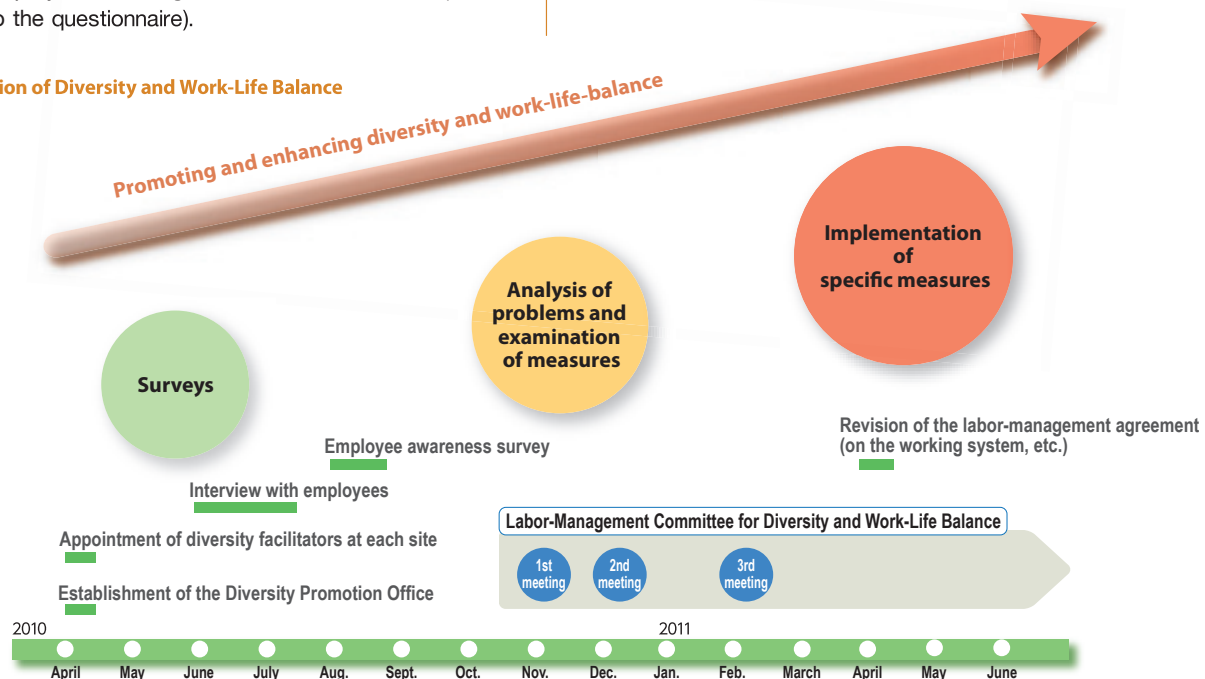 the questionnaire).
ion of Diversity and Work-Life Balance
Promoting and enhancing diversity and work-life-balance
Implementation
of
specific measures
Analysis of
problems and
examination
of measures
Surveys
Revision of the labor-management agreement
(on the working system, etc.)
Employee awareness survey
Interview with employees
Labor-Management Committee for Diversity and Work-Life Balance
Appointment of diversity facilitators at each site
1st
meeting
2nd
meeting
3rd
meeting
Establishment of the Diversity Promotion Office
2010 2011
April May June July Aug. Sept. Oct. Nov. Dec. Jan. Feb. March April May June